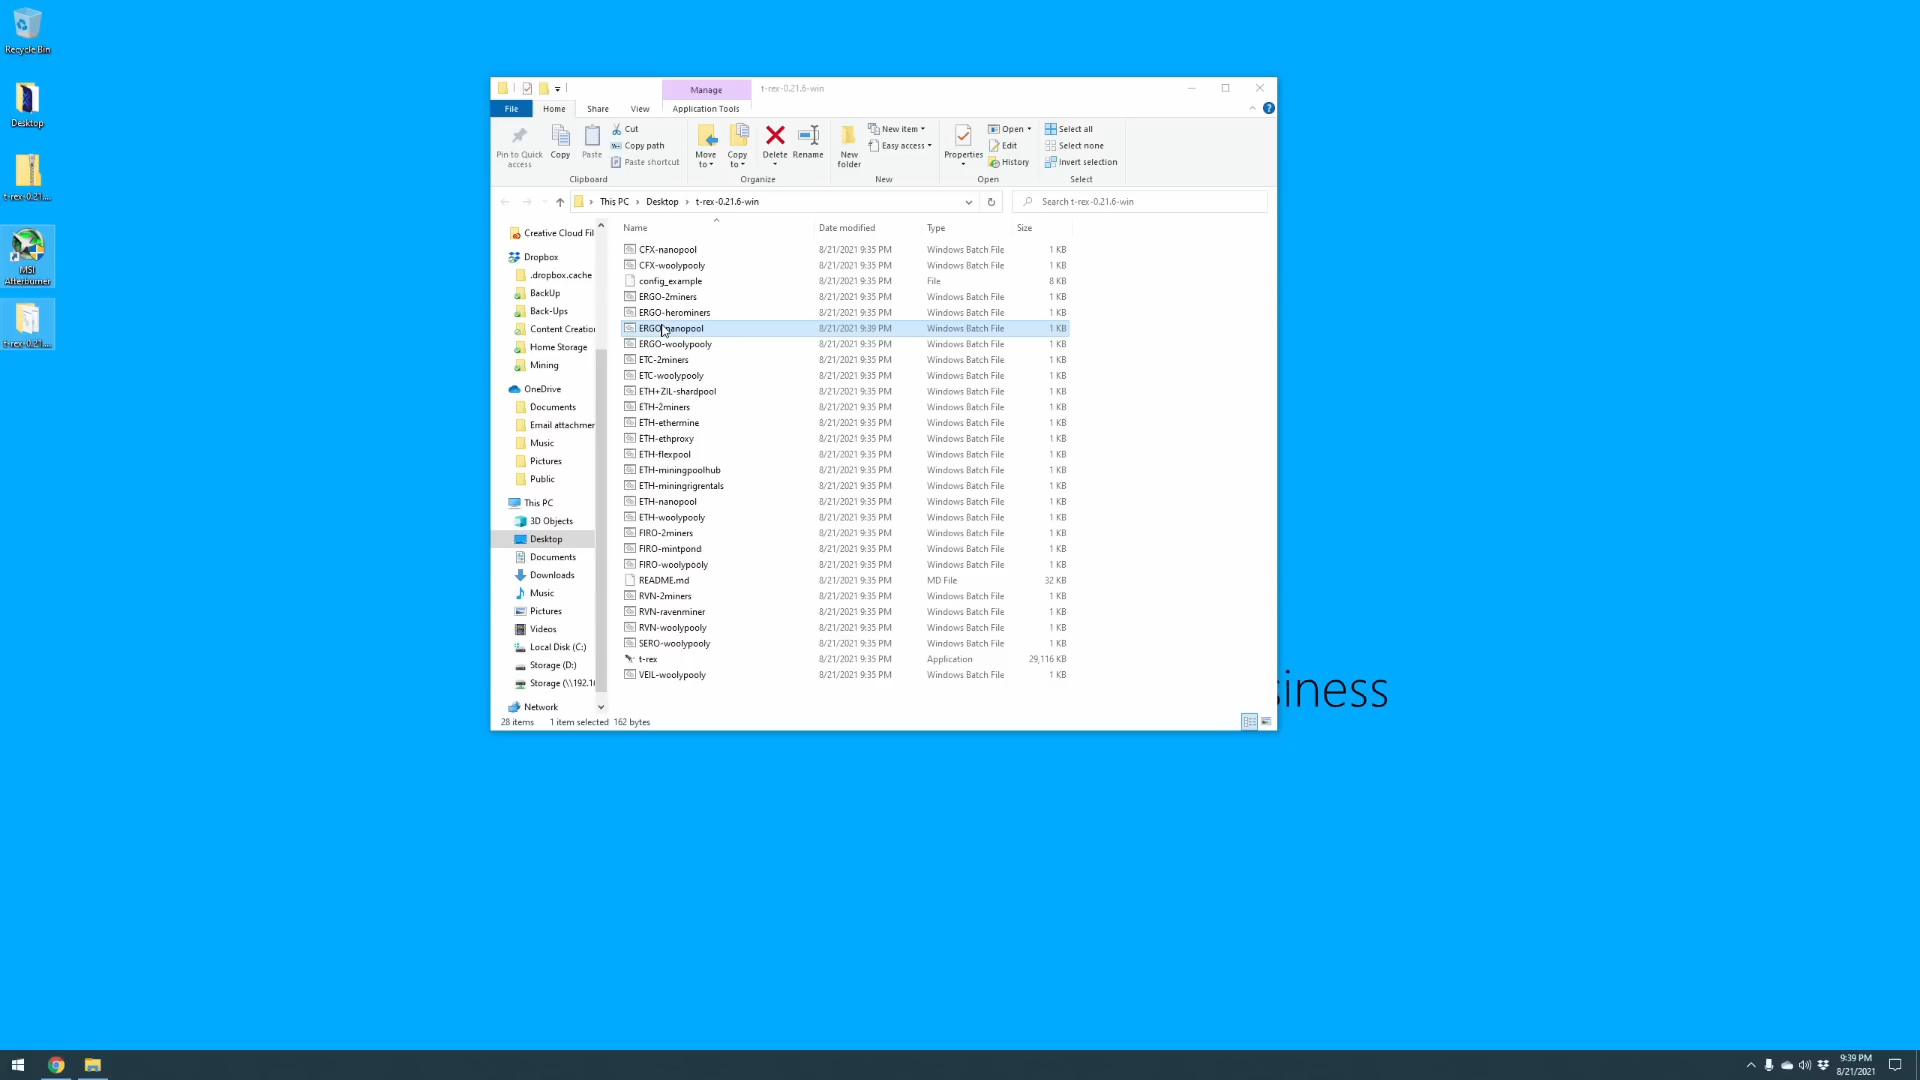 Recycle Bin
Desktop
t-rex-0.21....
MSI
Afterburner
t-rex-0.21....
Manage
t-rex-0.21.6-win
File
Home
Share
View
Application Tools
Pin to Quick
access
Copy
Paste
Cut
Copy path
Paste shortcut
Clipboard
Move
to
Copy
to
Delete
Rename
Organize
New
folder
New item
Easy access
New
Properties
Open
Edit
History
Open
Select all
Select none
Invert selection
Select
This PC > Desktop > t-rex-0.21.6-win
Search t-rex-0.21.6-win
Creative Cloud Fil
Dropbox
.dropbox.cache
BackUp
Back-Ups
Content Creation
Home Storage
Mining
OneDrive
Documents
Email attachmen
Music
Pictures
Public
This PC
3D Objects
Desktop
Documents
Downloads
Music
Pictures
Videos
Local Disk (C:)
Storage (D:)
Storage (\\192.1
Network
Name Date modified Type Size
CFX-nanopool 8/21/2021 9:35 PM Windows Batch File 1 KB
CFX-woolypooly 8/21/2021 9:35 PM Windows Batch File 1 KB
config_example 8/21/2021 9:35 PM File 8 KB
ERGO-2miners 8/21/2021 9:35 PM Windows Batch File 1 KB
ERGO-herominers 8/21/2021 9:35 PM Windows Batch File 1 KB
ERGO-nanopool 8/21/2021 9:39 PM Windows Batch File 1 KB
ERGO-woolypooly 8/21/2021 9:35 PM Windows Batch File 1 KB
ETC-2miners 8/21/2021 9:35 PM Windows Batch File 1 KB
ETC-woolypooly 8/21/2021 9:35 PM Windows Batch File 1 KB
ETH+ZIL-shardpool 8/21/2021 9:35 PM Windows Batch File 1 KB
ETH-2miners 8/21/2021 9:35 PM Windows Batch File 1 KB
ETH-ethermine 8/21/2021 9:35 PM Windows Batch File 1 KB
ETH-ethproxy 8/21/2021 9:35 PM Windows Batch File 1 KB
ETH-flexpool 8/21/2021 9:35 PM Windows Batch File 1 KB
ETH-miningpoolhub 8/21/2021 9:35 PM Windows Batch File 1 KB
ETH-miningrigrentals 8/21/2021 9:35 PM Windows Batch File 1 KB
ETH-nanopool 8/21/2021 9:35 PM Windows Batch File 1 KB
ETH-woolypooly 8/21/2021 9:35 PM Windows Batch File 1 KB
FIRO-2miners 8/21/2021 9:35 PM Windows Batch File 1 KB
FIRO-mintpond 8/21/2021 9:35 PM Windows Batch File 1 KB
FIRO-woolypooly 8/21/2021 9:35 PM Windows Batch File 1 KB
README.md 8/21/2021 9:35 PM MD File 32 KB
RVN-2miners 8/21/2021 9:35 PM Windows Batch File 1 KB
RVN-ravenminer 8/21/2021 9:35 PM Windows Batch File 1 KB
RVN-woolypooly 8/21/2021 9:35 PM Windows Batch File 1 KB
SERO-woolypooly 8/21/2021 9:35 PM Windows Batch File 1 KB
t-rex 8/21/2021 9:35 PM Application 29,116 KB
VEIL-woolypooly 8/21/2021 9:35 PM Windows Batch File 1 KB
28 items 1 item selected 162 bytes
siness
9:39 PM
8/21/2021